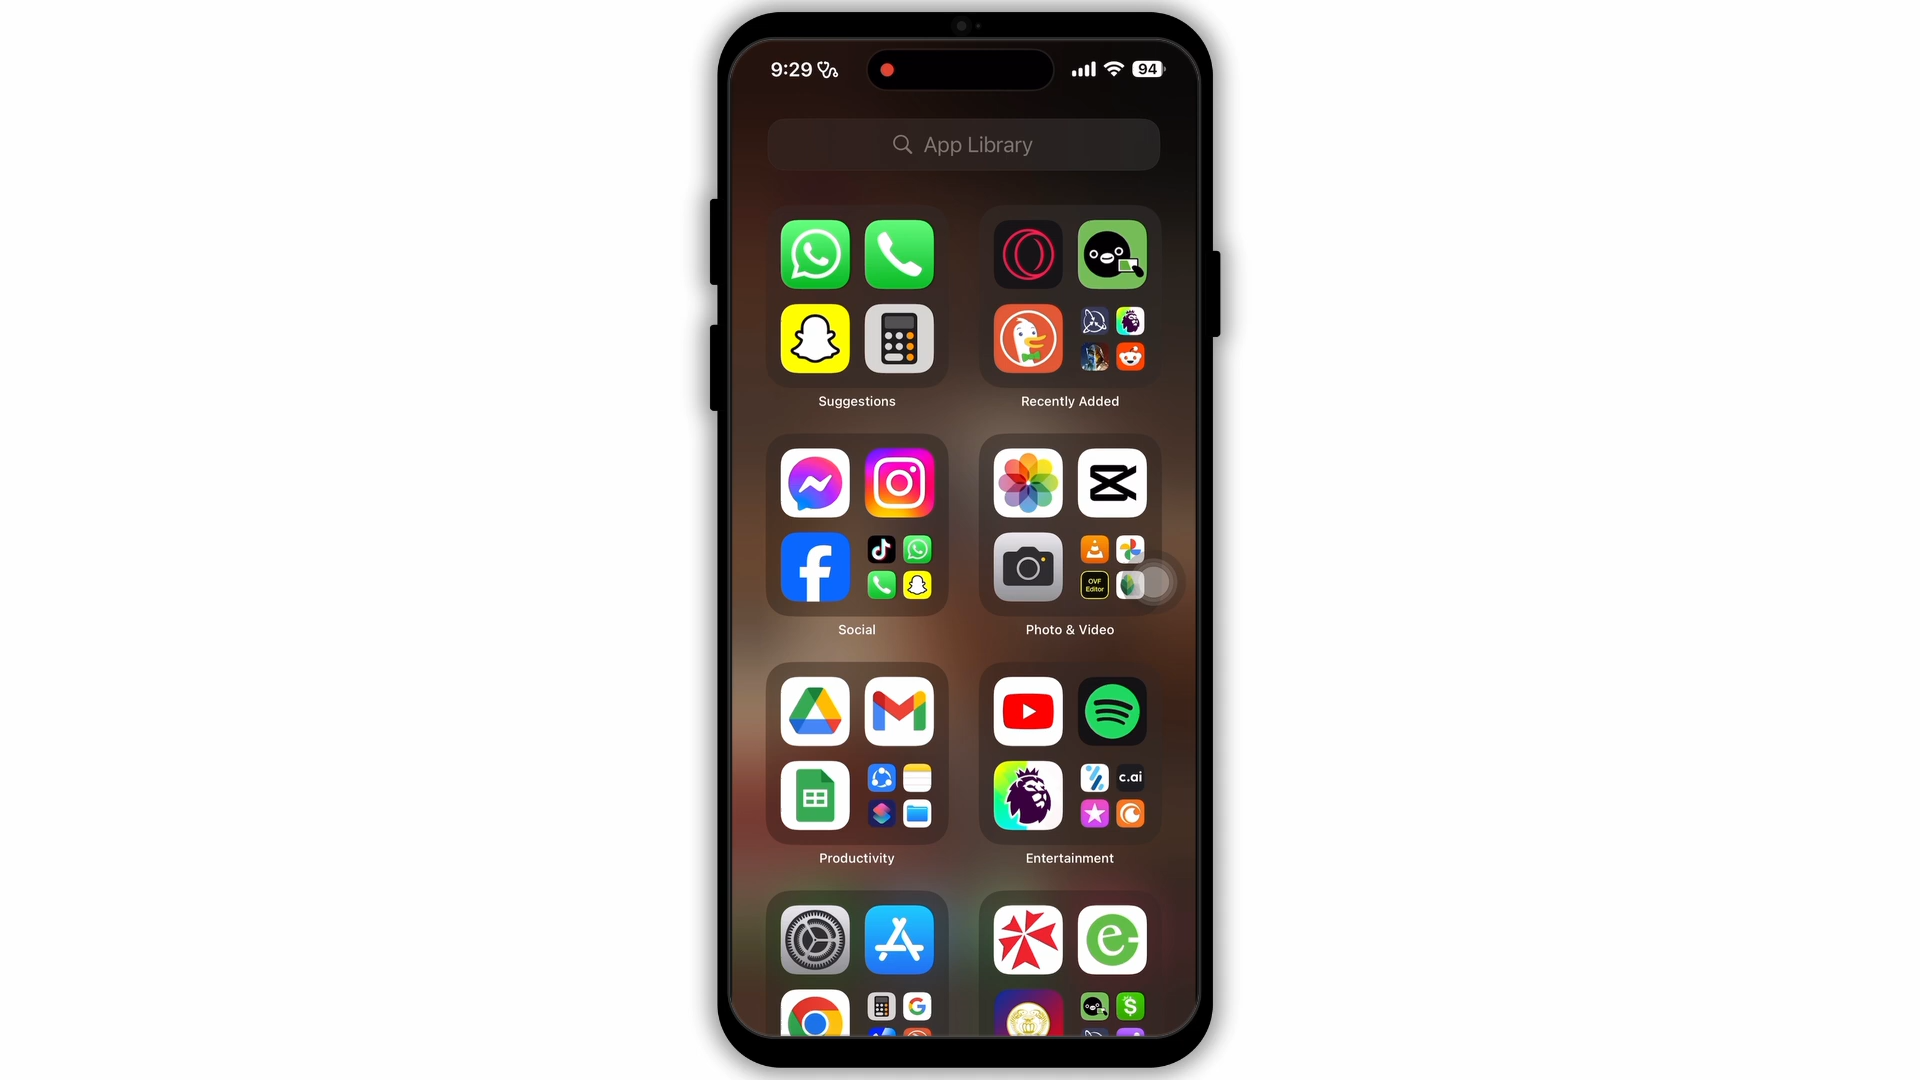 9:29
94
App Library
Suggestions
Recently Added
OVF
Editor
Social
Photo & Video
c.ai
Productivity
Entertainment